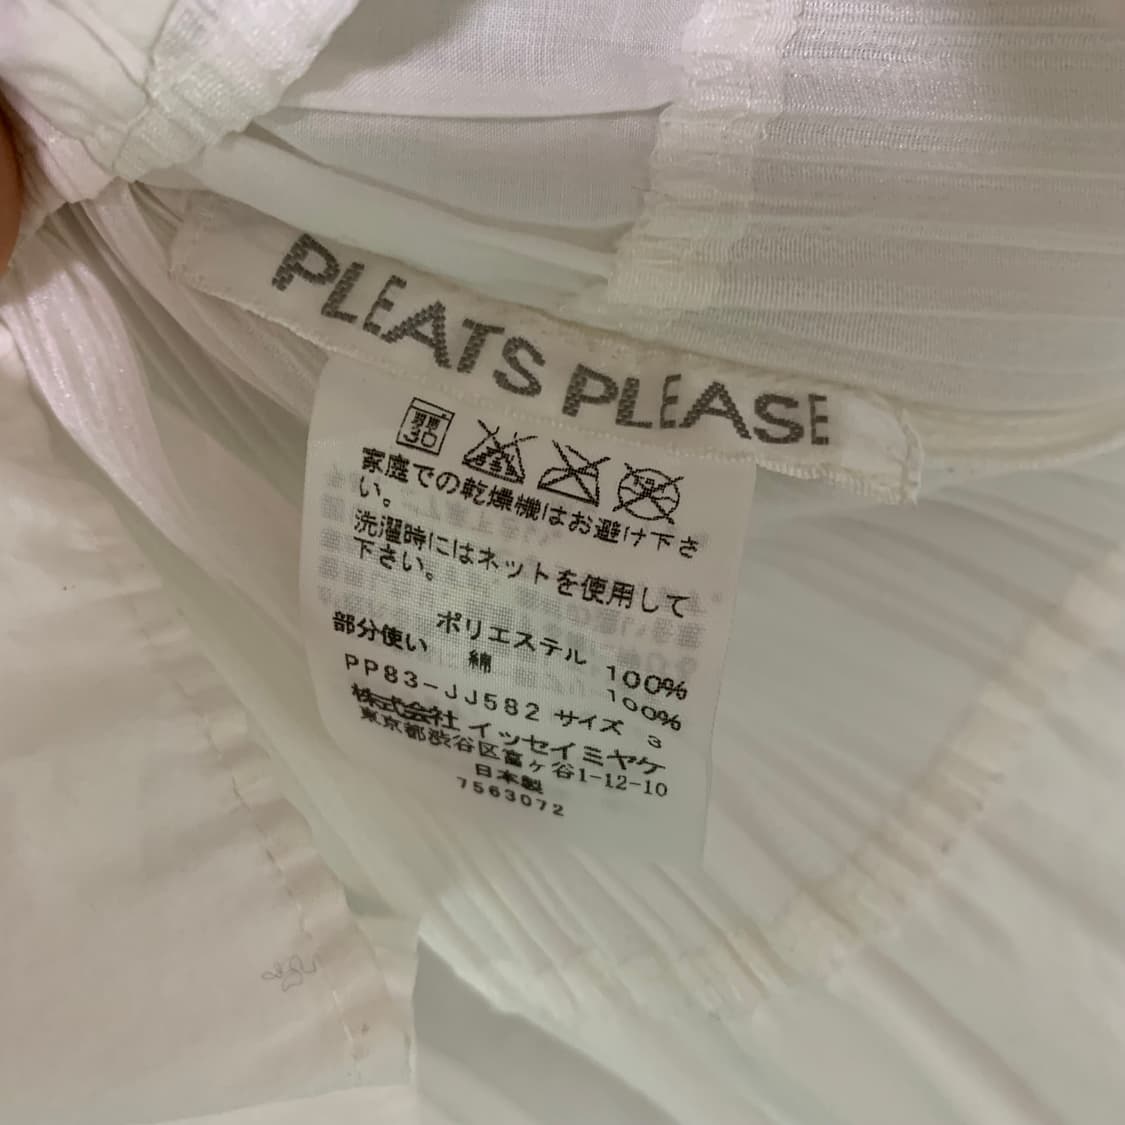 PLEATS PLEASE
家庭での乾燥機はお避け下さ
い。
洗濯時にはネットを使用して
下さい。
ポリエステル 100%
部分使い 綿 100%
PP83-JJ582 サイズ 3
株式会社 イッセイミヤケ
東京都渋谷区富ヶ谷1-12-10
日本製
7563072